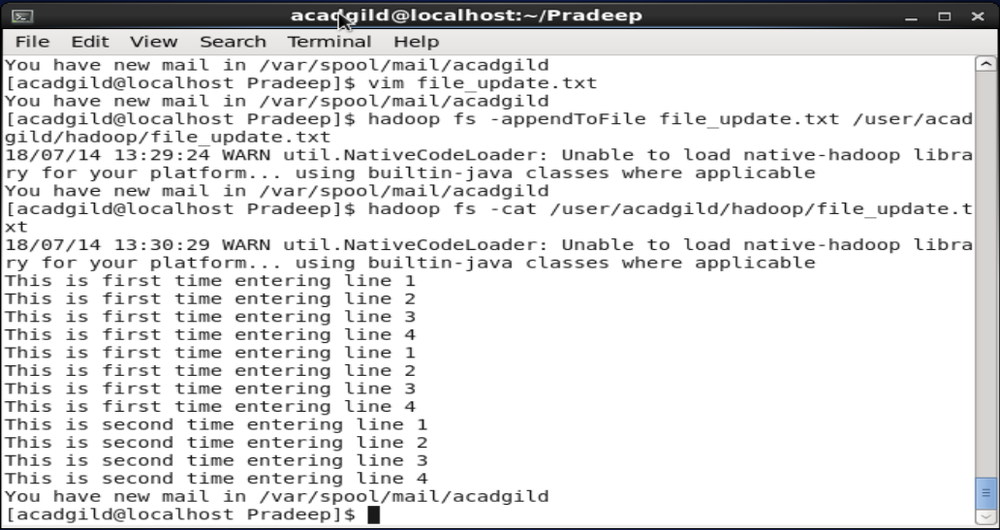 acadgild@localhost:~/Pradeep
File Edit View Search Terminal Help
You have new mail in /var/spool/mail/acadgild
[acadgild@localhost Pradeep]$ vim file_update.txt
You have new mail in /var/spool/mail/acadgild
[acadgild@localhost Pradeep]$ hadoop fs -appendToFile file_update.txt /user/acad
gild/hadoop/file_update.txt
18/07/14 13:29:24 WARN util.NativeCodeLoader: Unable to load native-hadoop libra
ry for your platform... using builtin-java classes where applicable
You have new mail in /var/spool/mail/acadgild
[acadgild@localhost Pradeep]$ hadoop fs -cat /user/acadgild/hadoop/file_update.t
xt
18/07/14 13:30:29 WARN util.NativeCodeLoader: Unable to load native-hadoop libra
ry for your platform... using builtin-java classes where applicable
This is first time entering line 1
This is first time entering line 2
This is first time entering line 3
This is first time entering line 4
This is first time entering line 1
This is first time entering line 2
This is first time entering line 3
This is first time entering line 4
This is second time entering line 1
This is second time entering line 2
This is second time entering line 3
This is second time entering line 4
You have new mail in /var/spool/mail/acadgild
[acadgild@localhost Pradeep]$